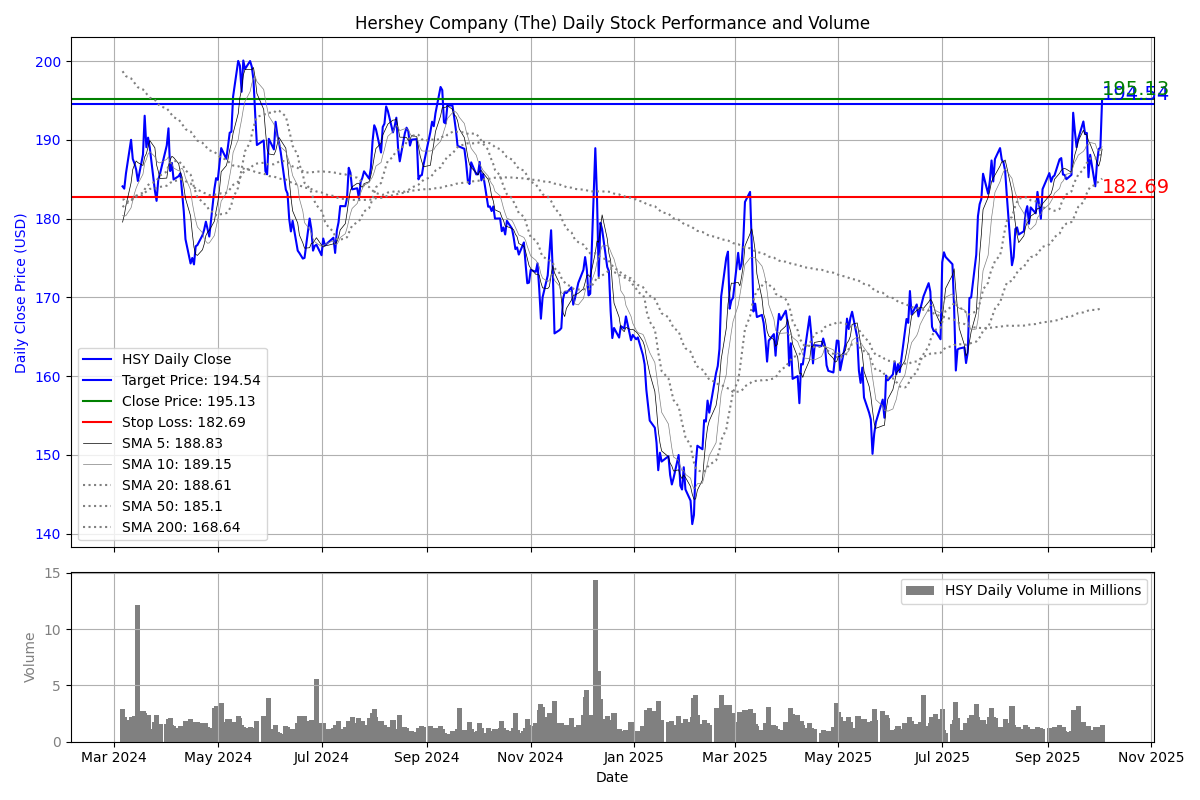 Hershey Company (The) Daily Stock Performance and Volume
200
190
180
170
160
150
140
Daily Close Price (USD)
195.13
194.54
182.69
HSY Daily Close
Target Price: 194.54
Close Price: 195.13
Stop Loss: 182.69
SMA 5: 188.83
SMA 10: 189.15
SMA 20: 188.61
SMA 50: 185.1
SMA 200: 168.64
15
10
5
0
Volume
HSY Daily Volume in Millions
Mar 2024 May 2024 Jul 2024 Sep 2024 Nov 2024 Jan 2025 Mar 2025 May 2025 Jul 2025 Sep 2025 Nov 2025
Date